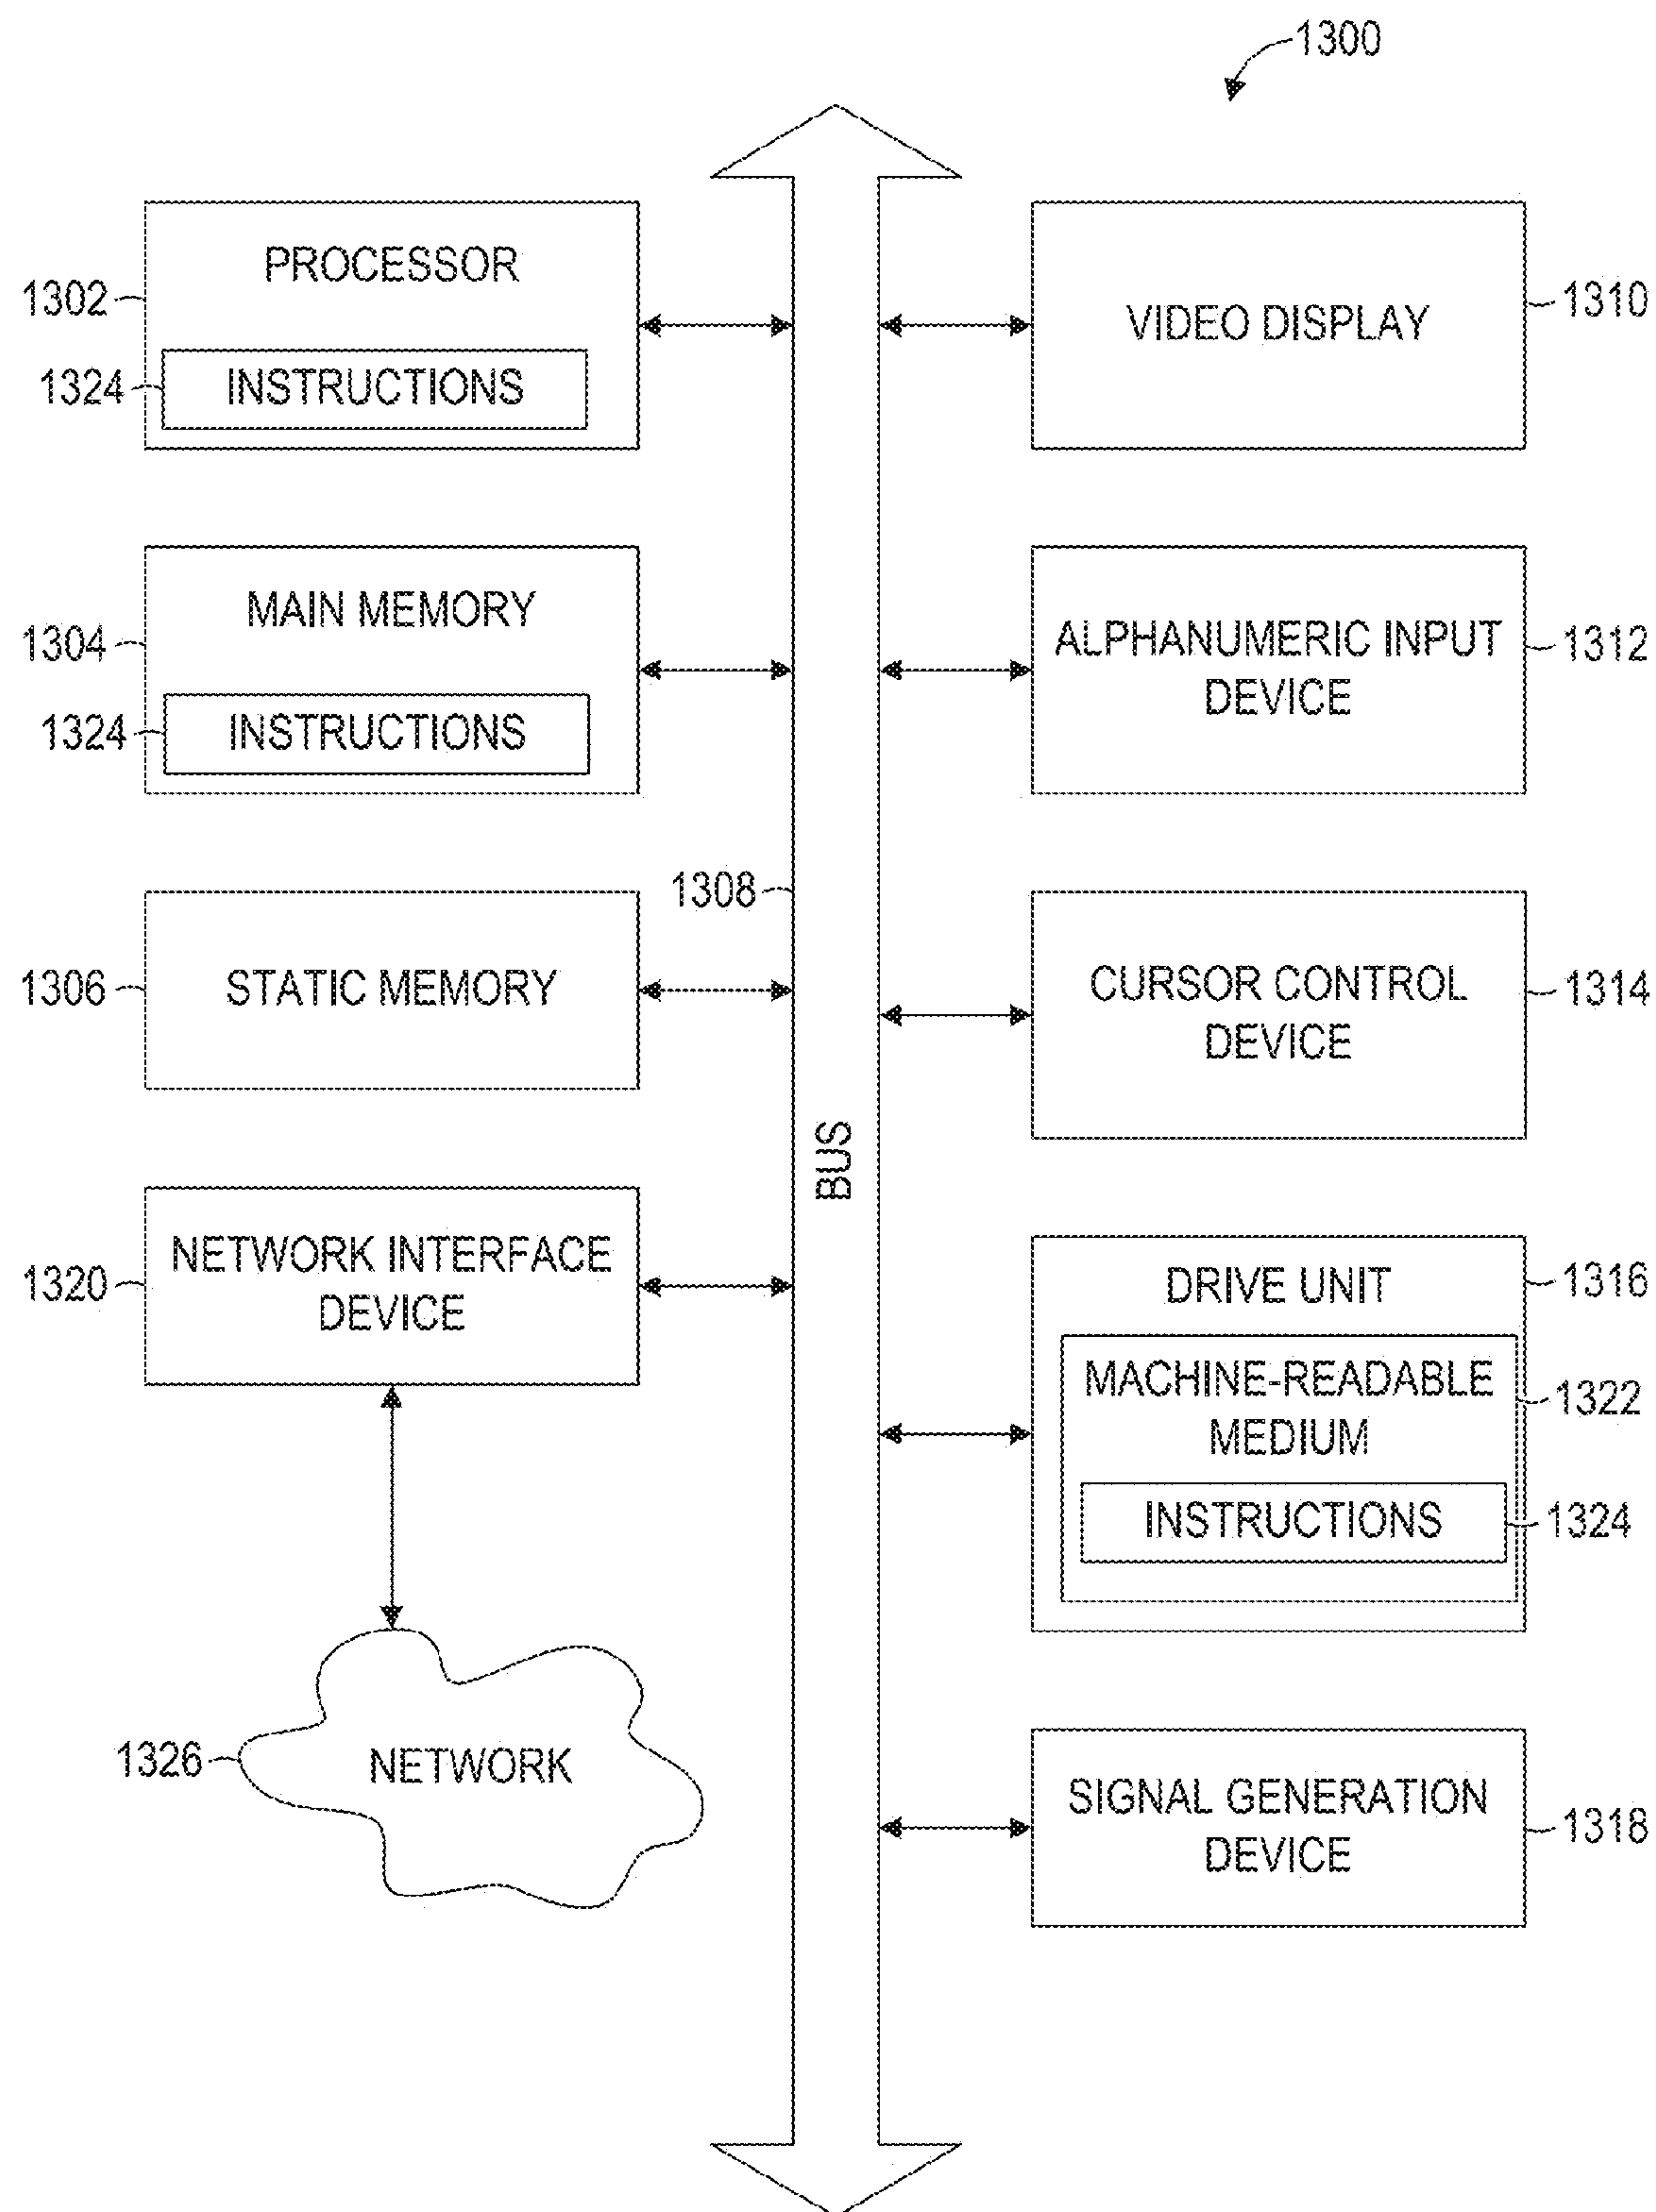 1300
PROCESSOR
1302
1324
INSTRUCTIONS
MAIN MEMORY
1304
1324
INSTRUCTIONS
1306
STATIC MEMORY
NETWORK INTERFACE
DEVICE
1320
1326
NETWORK
1308
BUS
VIDEO DISPLAY
1310
ALPHANUMERIC INPUT
DEVICE
1312
CURSOR CONTROL
DEVICE
1314
DRIVE UNIT
1316
MACHINE-READABLE
MEDIUM
1322
INSTRUCTIONS
1324
SIGNAL GENERATION
DEVICE
1318